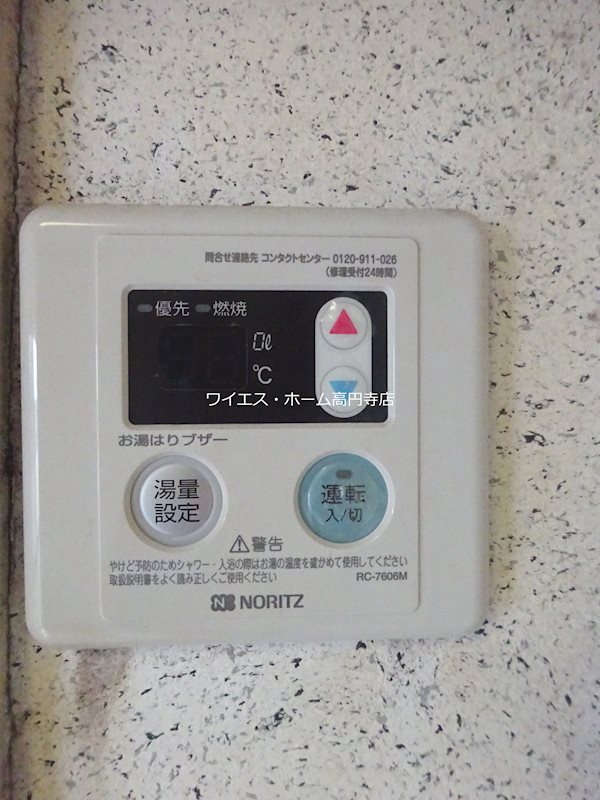 問合せ連絡先 コンタクトセンター 0120-911-026
（修理受付24時間）
優先 燃焼
0ℓ
℃
ワイエス・ホーム高円寺店
お湯はりブザー
湯量
設定
運転
入/切
⚠警告
やけど予防のためシャワー・入浴の際はお湯の温度を確かめて使用してください
取扱説明書をよく読み正しくご使用ください RC-7606M
NORITZ